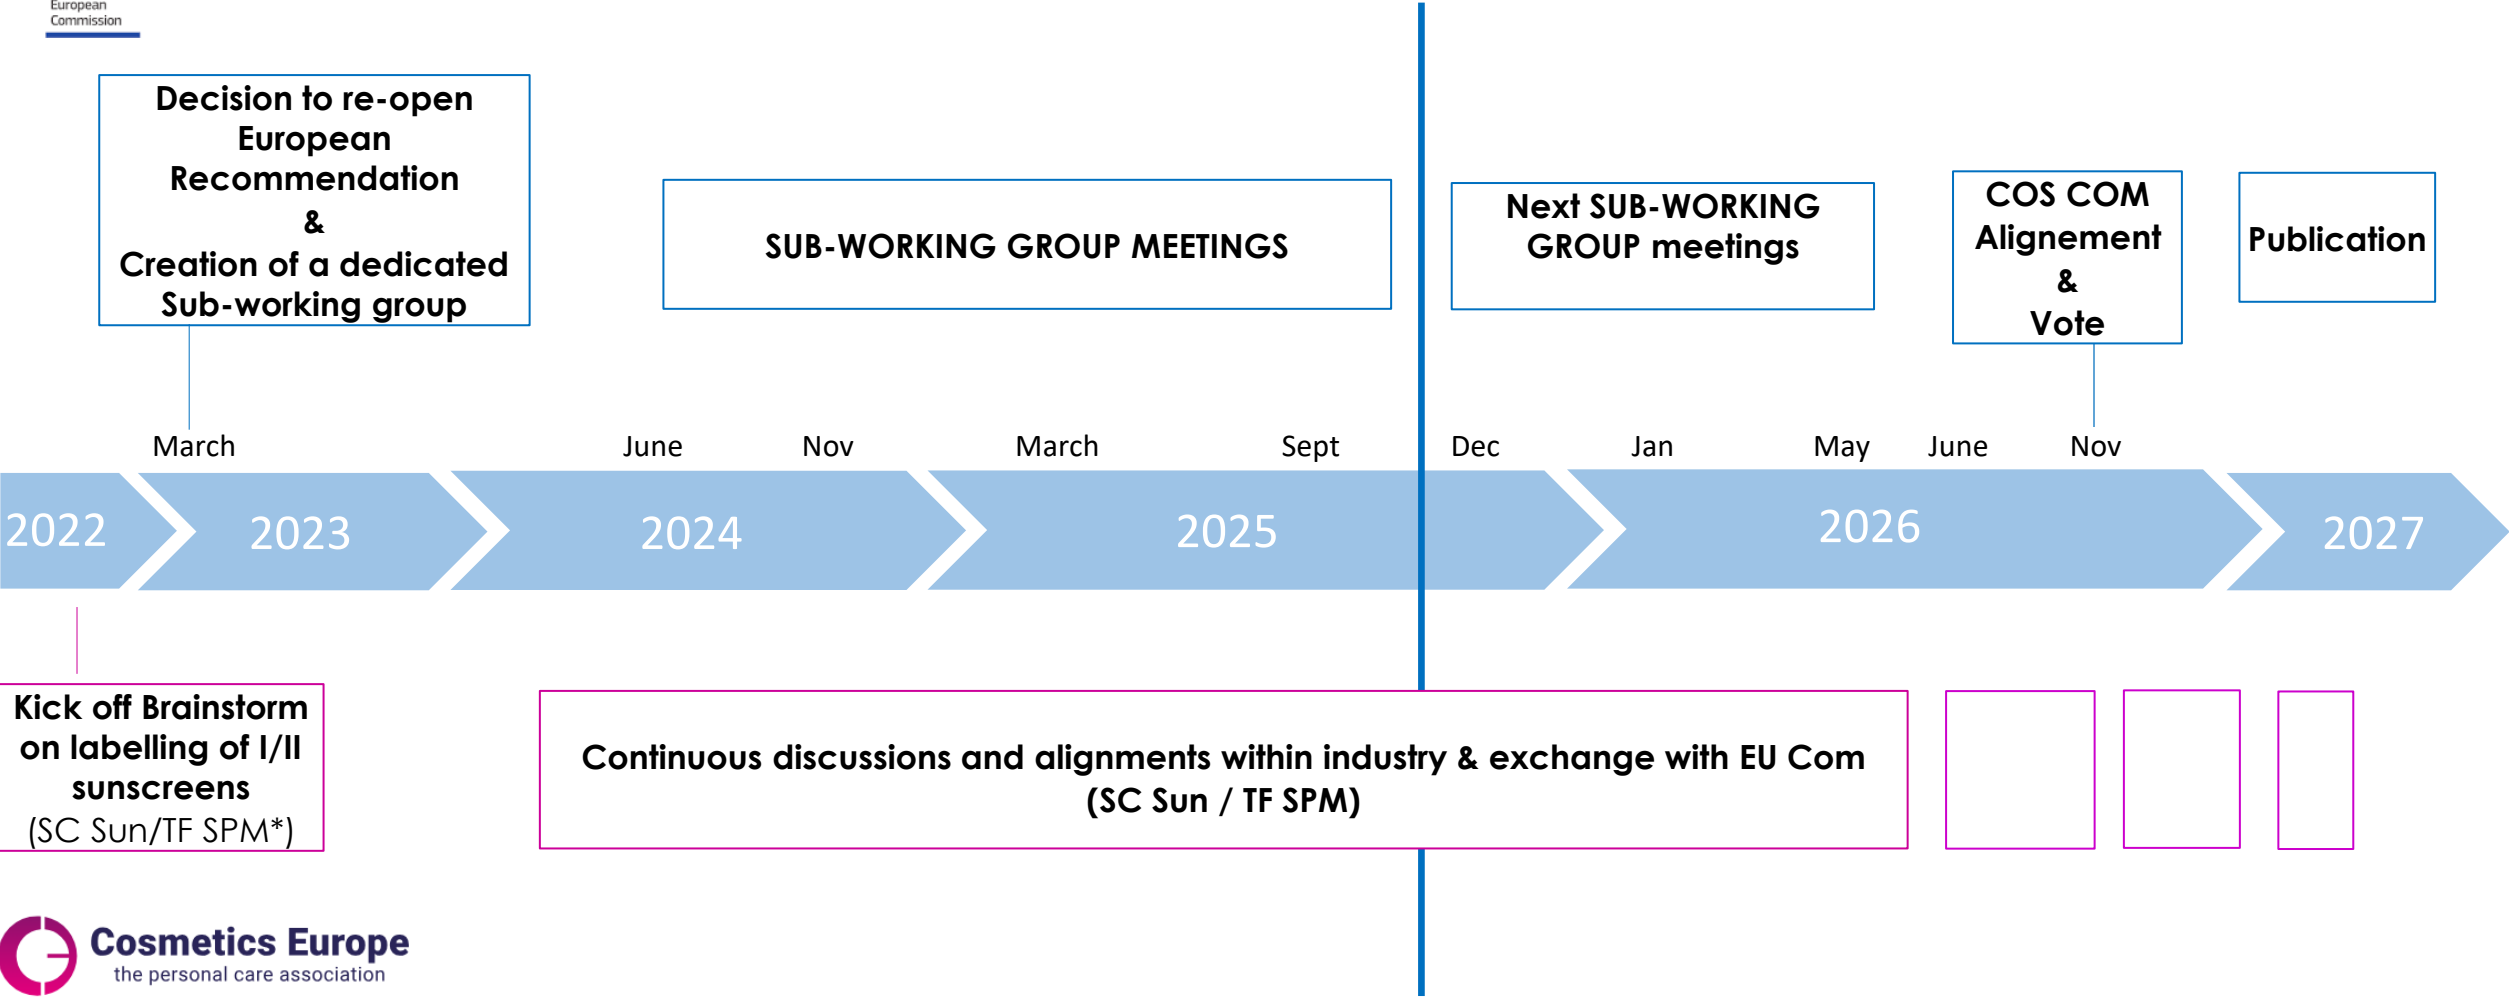 European
Commission
Decision to re-open
European
Recommendation
&
Creation of a dedicated
Sub-working group
SUB-WORKING GROUP MEETINGS
Next SUB-WORKING
GROUP meetings
COS COM
Alignement
&
Vote
Publication
March
June
Nov
March
Sept
Dec
Jan
May
June
Nov
2022
2023
2024
2025
2026
2027
Kick off Brainstorm
on labelling of I/II
sunscreens
(SC Sun/TF SPM*)
Continuous discussions and alignments within industry & exchange with EU Com
(SC Sun / TF SPM)
Cosmetics Europe
the personal care association